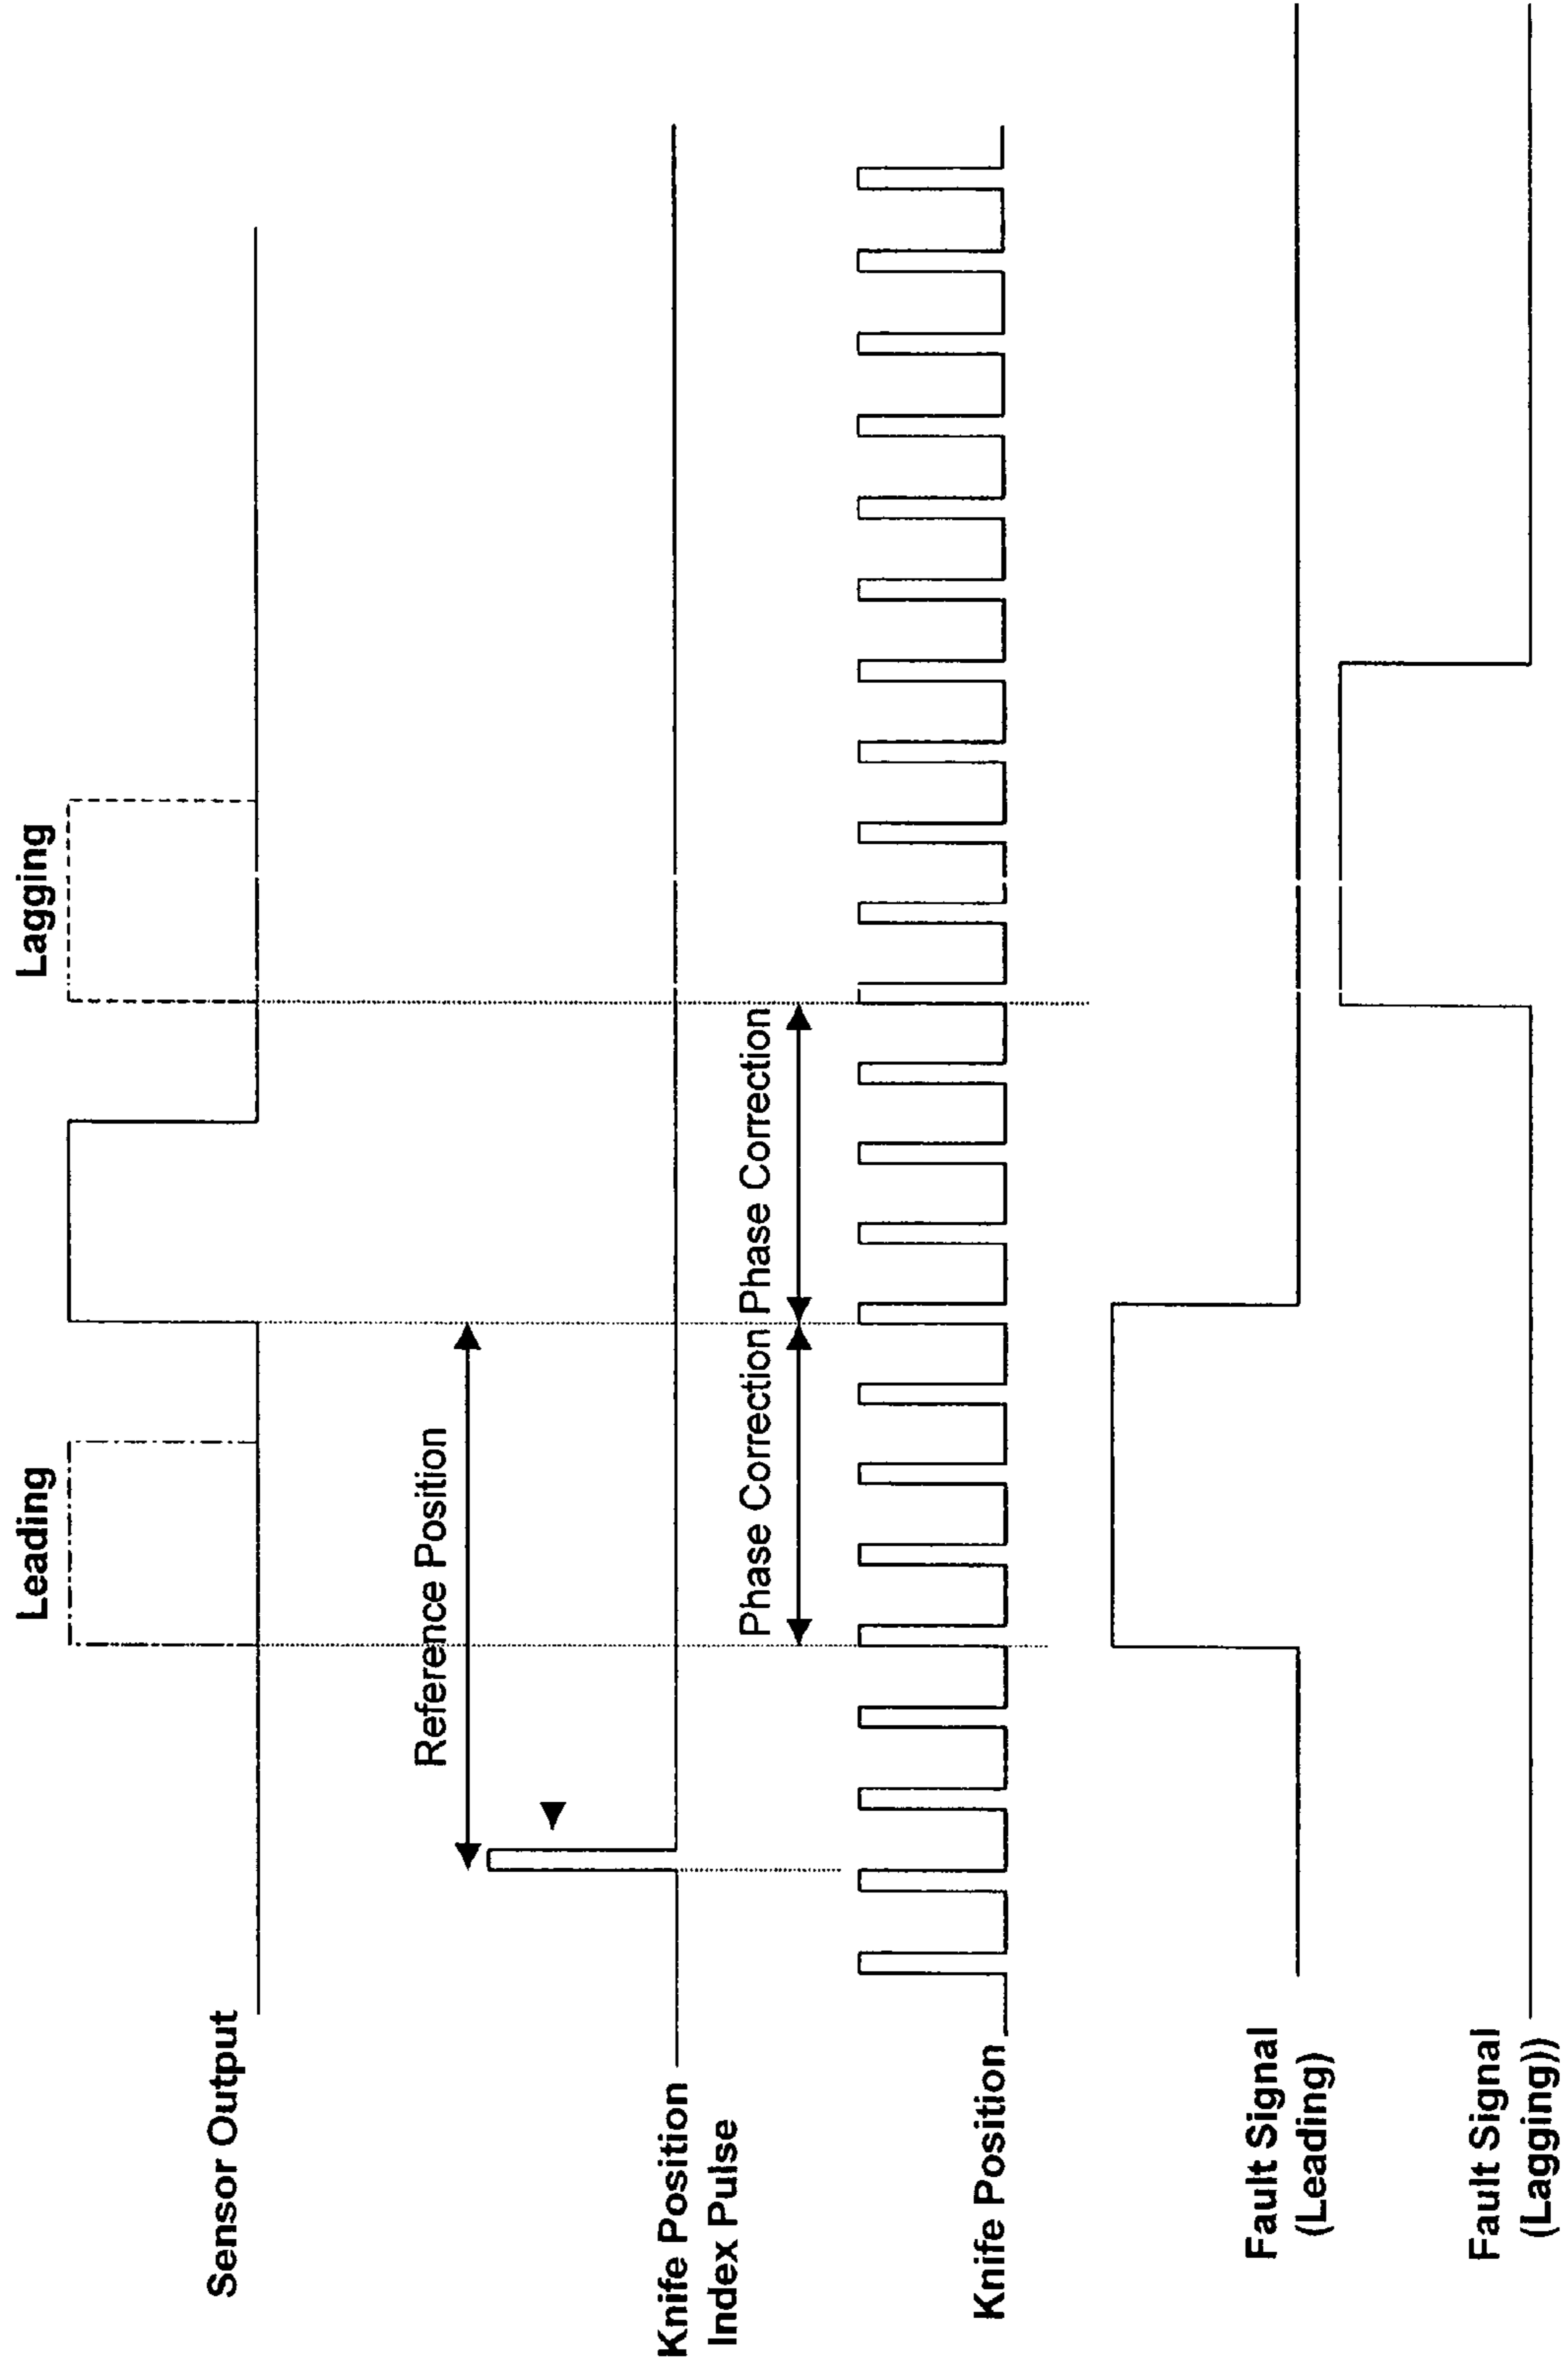 Leading
Lagging
Sensor Output
Reference Position
Knife Position
Index Pulse
Phase Correction
Phase Correction
Knife Position
Fault Signal
(Leading)
Fault Signal
(Lagging))